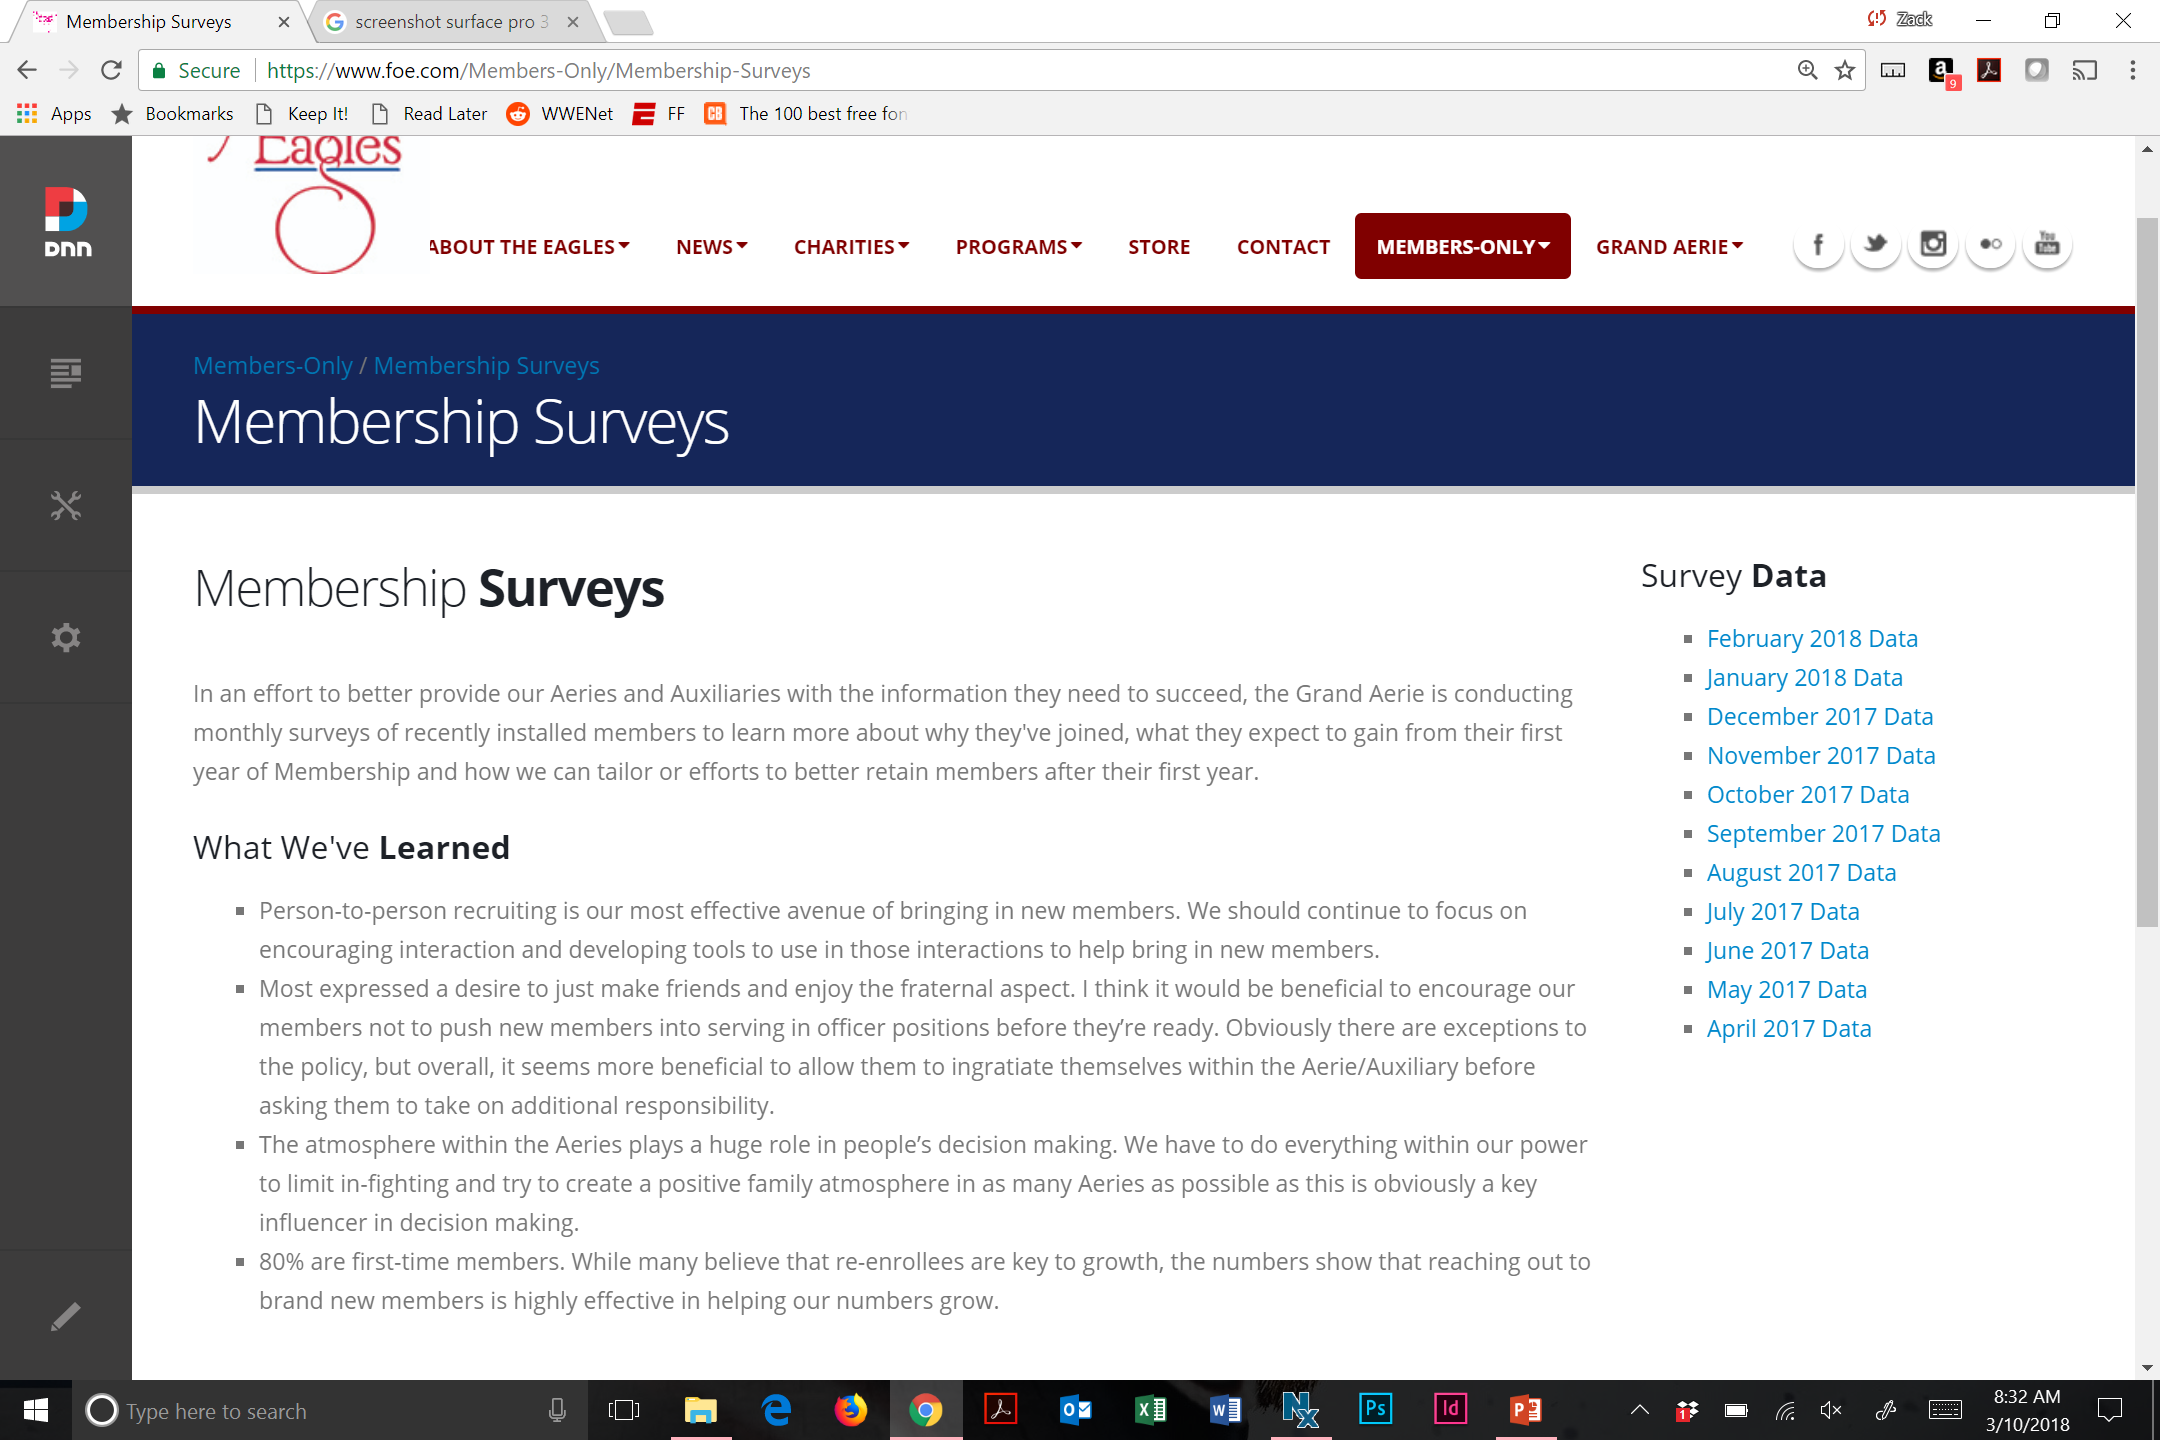 Membership Surveys
screenshot surface pro 3
Zack
Secure https://www.foe.com/Members-Only/Membership-Surveys
9
Apps Bookmarks Keep It! Read Later WWENet FF The 100 best free fon
Eagles
DNN
ABOUT THE EAGLES NEWS CHARITIES PROGRAMS STORE CONTACT MEMBERS-ONLY GRAND AERIE
You Tube
Members-Only / Membership Surveys
Membership Surveys
Membership Surveys
In an effort to better provide our Aeries and Auxiliaries with the information they need to succeed, the Grand Aerie is conducting
monthly surveys of recently installed members to learn more about why they've joined, what they expect to gain from their first
year of Membership and how we can tailor or efforts to better retain members after their first year.
What We've Learned
Person-to-person recruiting is our most effective avenue of bringing in new members. We should continue to focus on
encouraging interaction and developing tools to use in those interactions to help bring in new members.
Most expressed a desire to just make friends and enjoy the fraternal aspect. I think it would be beneficial to encourage our
members not to push new members into serving in officer positions before they’re ready. Obviously there are exceptions to
the policy, but overall, it seems more beneficial to allow them to ingratiate themselves within the Aerie/Auxiliary before
asking them to take on additional responsibility.
The atmosphere within the Aeries plays a huge role in people’s decision making. We have to do everything within our power
to limit in-fighting and try to create a positive family atmosphere in as many Aeries as possible as this is obviously a key
influencer in decision making.
80% are first-time members. While many believe that re-enrollees are key to growth, the numbers show that reaching out to
brand new members is highly effective in helping our numbers grow.
Survey Data
February 2018 Data
January 2018 Data
December 2017 Data
November 2017 Data
October 2017 Data
September 2017 Data
August 2017 Data
July 2017 Data
June 2017 Data
May 2017 Data
April 2017 Data
Type here to search
8:32 AM
3/10/2018